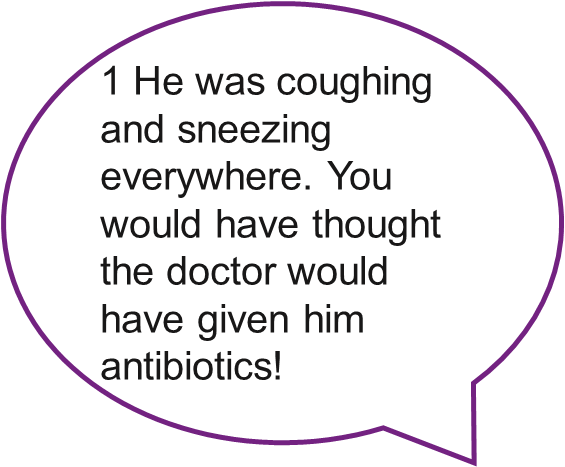 1 He was coughing
and sneezing
everywhere. You
would have thought
the doctor would
have given him
antibiotics!